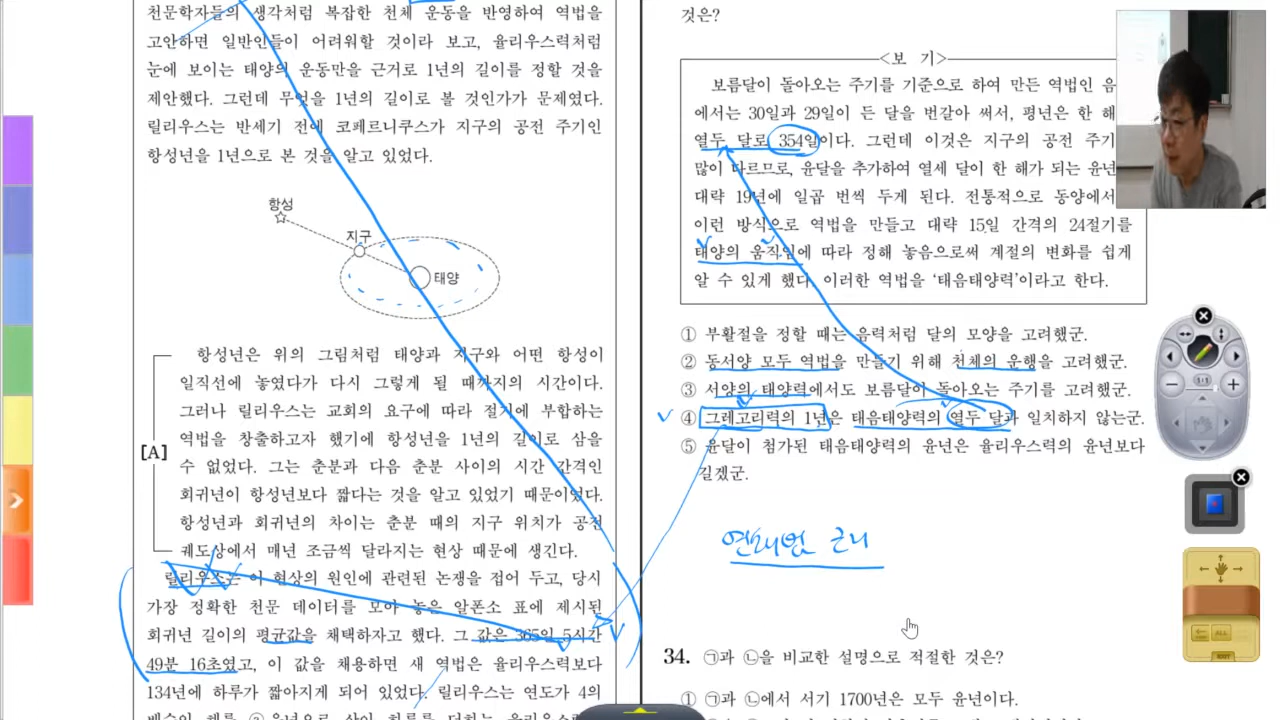 천문학자들의 생각처럼 복잡한 천체 운동을 반영하여 역법을
고안하면 일반인들이 어려워할 것이라 보고, 율리우스력처럼
눈에 보이는 태양의 운동만을 근거로 1년의 길이를 정할 것을
제안했다. 그런데 무엇을 1년의 길이로 볼 것인가가 문제였다.
릴리우스는 반세기 전에 코페르니쿠스가 지구의 공전 주기인
항성년을 1년으로 본 것을 알고 있었다.
항성
지구
태양
항성년은 위의 그림처럼 태양과 지구와 어떤 항성이
일직선에 놓였다가 다시 그렇게 될 때까지의 시간이다.
그러나 릴리우스는 교회의 요구에 따라 절기에 부합하는
역법을 창출하고자 했기에 항성년을 1년의 길이로 삼을
[A] 수 없었다. 그는 춘분과 다음 춘분 사이의 시간 간격인
회귀년이 항성년보다 짧다는 것을 알고 있었기 때문이었다.
항성년과 회귀년의 차이는 춘분 때의 지구 위치가 공전
궤도상에서 매년 조금씩 달라지는 현상 때문에 생긴다.
릴리우스는 이 현상의 원인에 관련된 논쟁을 접어 두고, 당시
가장 정확한 천문 데이터를 모아 놓은 알폰소 표에 제시된
회귀년 길이의 평균값을 채택하자고 했다. 그 값은 365일 5시간
49분 16초였고, 이 값을 채용하면 새 역법은 율리우스력보다
134년에 하루가 짧아지게 되어 있었다. 릴리우스는 연도가 4의
것은?
<보 기>
보름달이 돌아오는 주기를 기준으로 하여 만든 역법인 음
에서는 30일과 29일이 든 달을 번갈아 써서, 평년은 한 해
열두 달로 354일이다. 그런데 이것은 지구의 공전 주기
많이 다르므로, 윤달을 추가하여 열세 달이 한 해가 되는 윤년
대략 19년에 일곱 번씩 두게 된다. 전통적으로 동양에서
이런 방식으로 역법을 만들고 대략 15일 간격의 24절기를
태양의 움직임에 따라 정해 놓음으로써 계절의 변화를 쉽게
알 수 있게 했다. 이러한 역법을 '태음태양력'이라고 한다.
① 부활절을 정할 때는 음력처럼 달의 모양을 고려했군.
② 동서양 모두 역법을 만들기 위해 천체의 운행을 고려했군.
③ 서양의 태양력에서도 보름달이 돌아오는 주기를 고려했군.
④ 그레고리력의 1년은 태음태양력의 열두 달과 일치하지 않는군.
⑤ 윤달이 첨가된 태음태양력의 윤년은 율리우스력의 윤년보다
길겠군.
34. ㉠과 ㉡을 비교한 설명으로 적절한 것은?
① ㉠과 ㉡에서 서기 1700년은 모두 윤년이다.